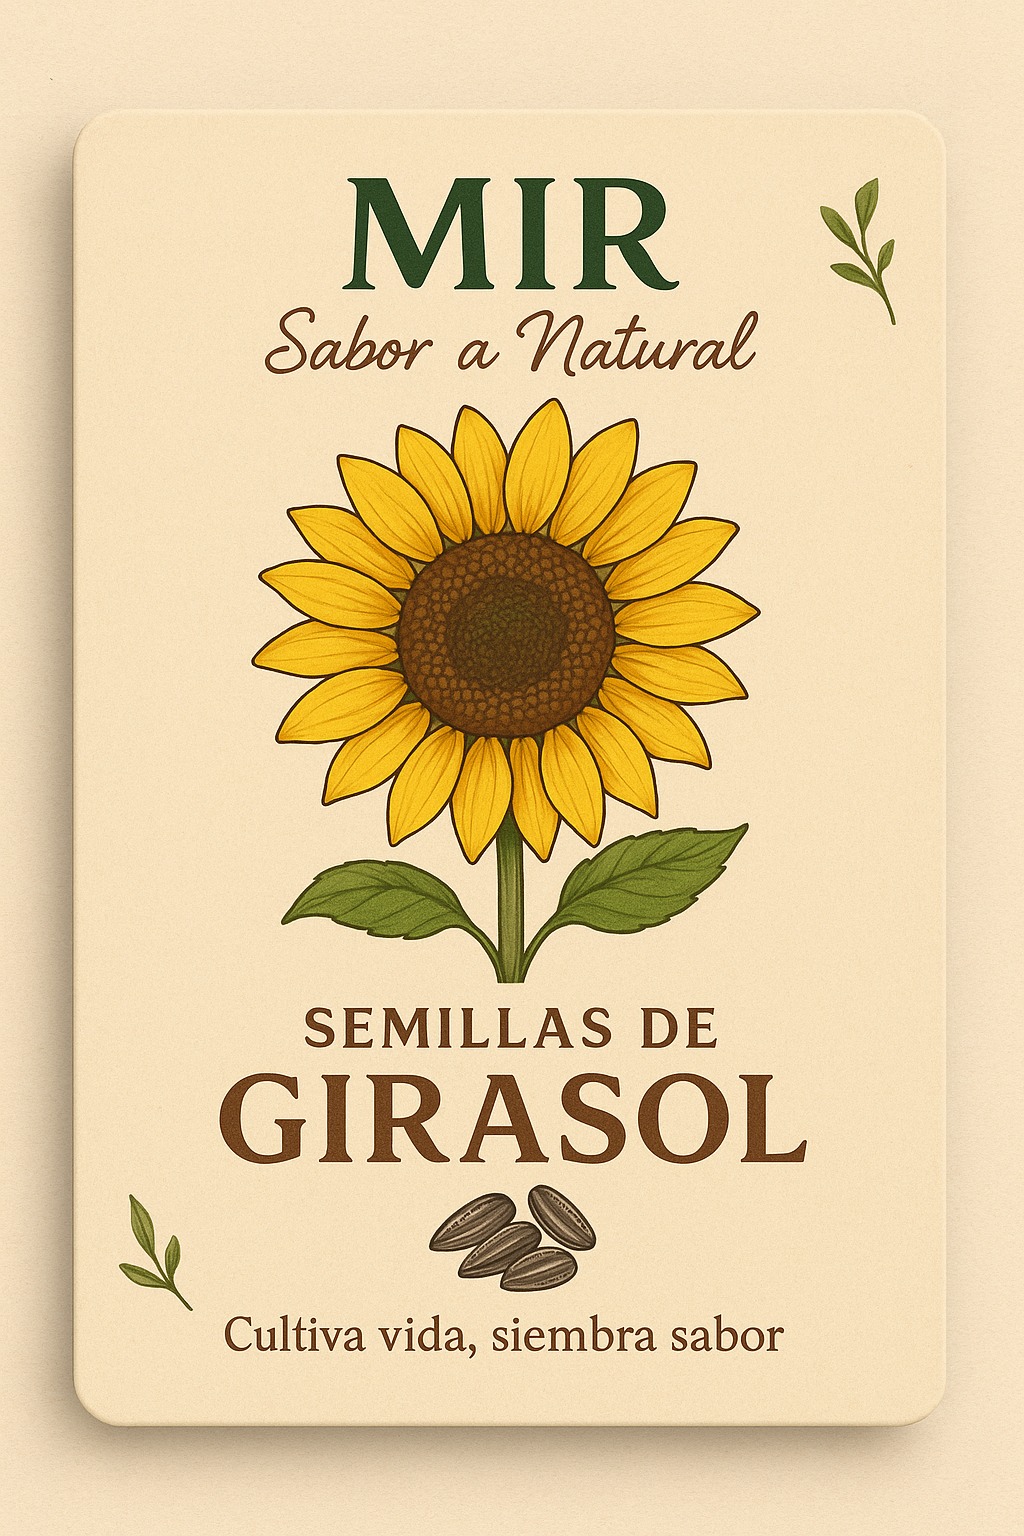 MIR
Sabor a Natural
SEMILLAS DE
GIRASOL
Cultiva vida, siembra sabor